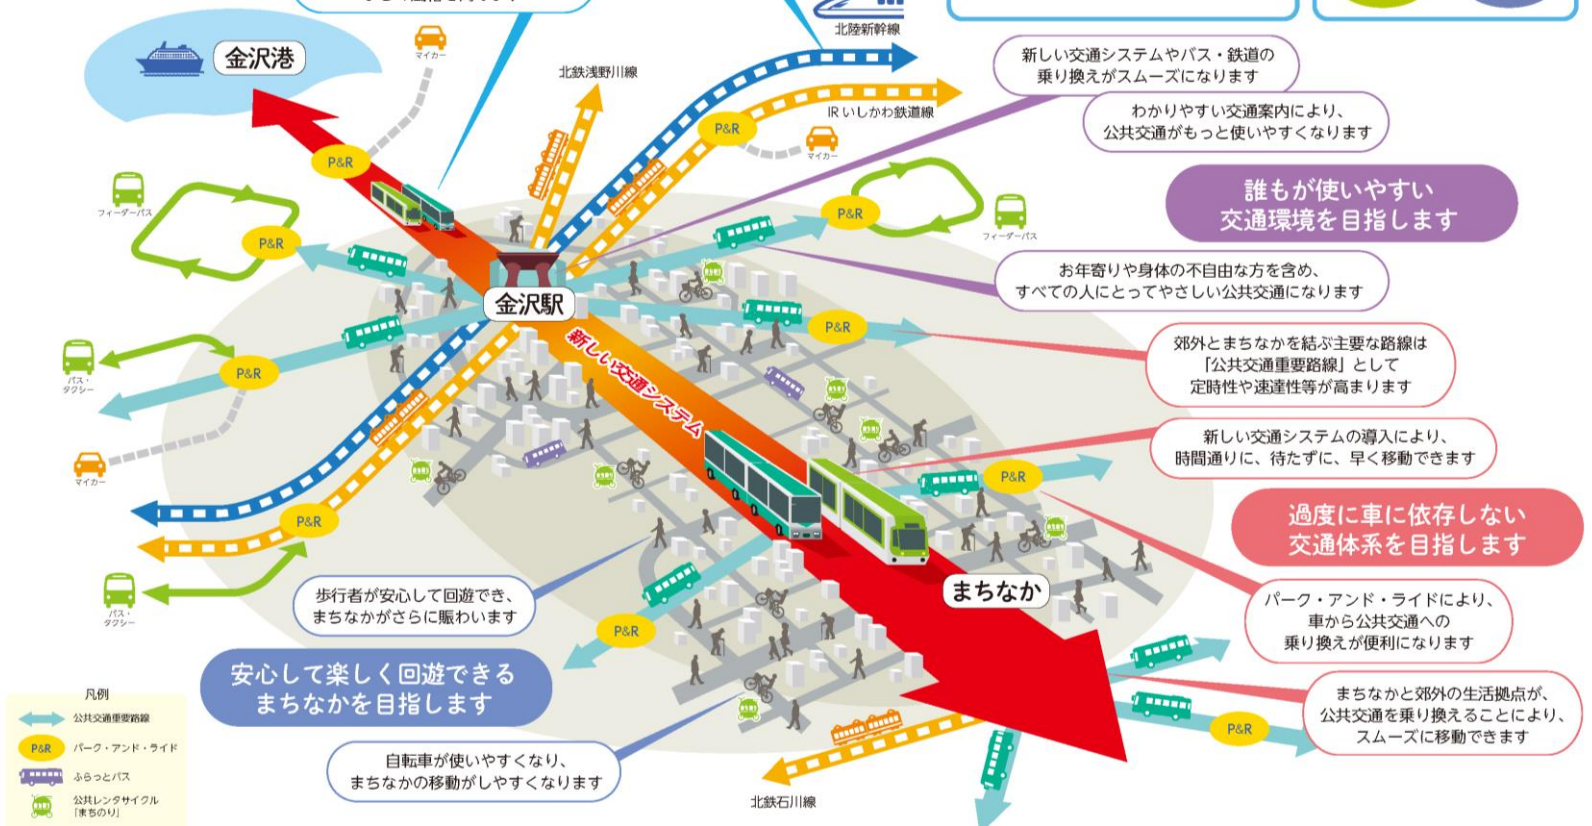 北陸新幹線
金沢港
マイカー
北鉄浅野川線
IRいしかわ鉄道線
P&R
マイカー
P&R
新しい交通システムやバス・鉄道の
乗り換えがスムーズになります
わかりやすい交通案内により、
公共交通がもっと使いやすくなります
誰もが使いやすい
交通環境を目指します
フィーダーバス
P&R
P&R
フィーダーバス
お年寄りや身体の不自由な方を含め、
すべての人にとってやさしい公共交通になります
金沢駅
P&R
新しい交通システム
郊外とまちなかを結ぶ主要な路線は
「公共交通重要路線」として
定時性や速達性等が高まります
バス・
タクシー
P&R
新しい交通システムの導入により、
時間通りに、待たずに、早く移動できます
マイカー
P&R
P&R
過度に車に依存しない
交通体系を目指します
バス・
タクシー
歩行者が安心して回遊でき、
まちなかがさらに賑わいます
まちなか
P&R
パーク・アンド・ライドにより、
車から公共交通への
乗り換えが便利になります
安心して楽しく回遊できる
まちなかを目指します
まちなかと郊外の生活拠点が、
公共交通を乗り換えることにより、
スムーズに移動できます
P&R
自転車が使いやすくなり、
まちなかの移動がしやすくなります
北鉄石川線
凡例
公共交通重要路線
P&R
パーク・アンド・ライド
ふらっとバス
公共レンタサイクル
「まちのり」